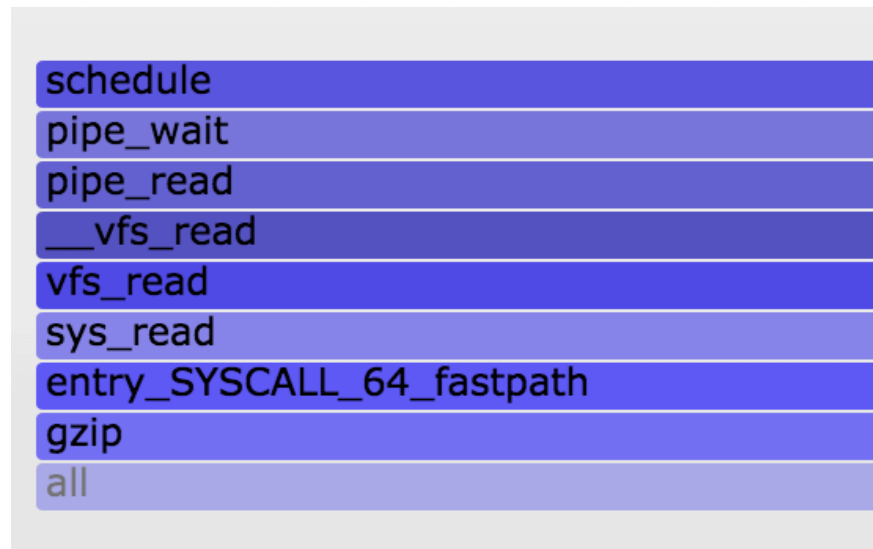 schedule
pipe_wait
pipe_read
__vfs_read
vfs_read
sys_read
entry_SYSCALL_64_fastpath
gzip
all